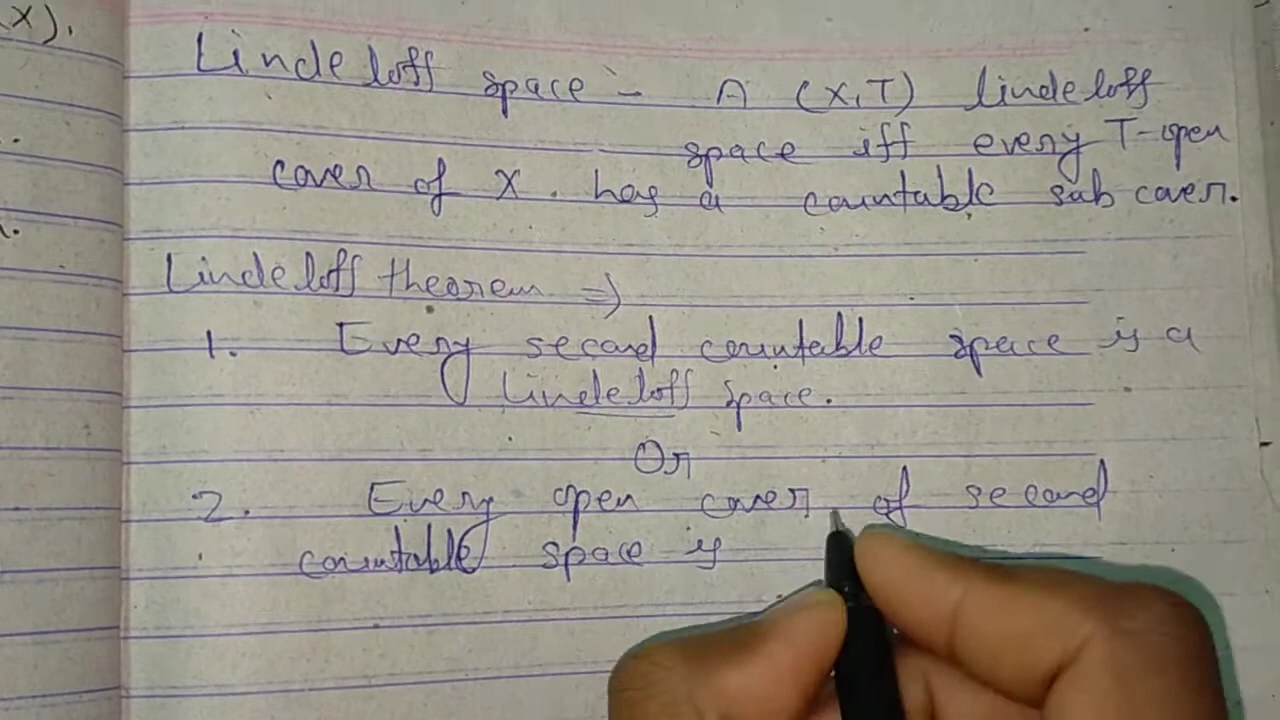 X).
Lindeloff space :- A (X,T) lindeloff
space iff every T-open
cover of X. has a countable sub cover.
Lindeloff theorem ⇒
1. Every second countable space is a
Lindeloff space.
Or
2. Every open cover of second
countable space is